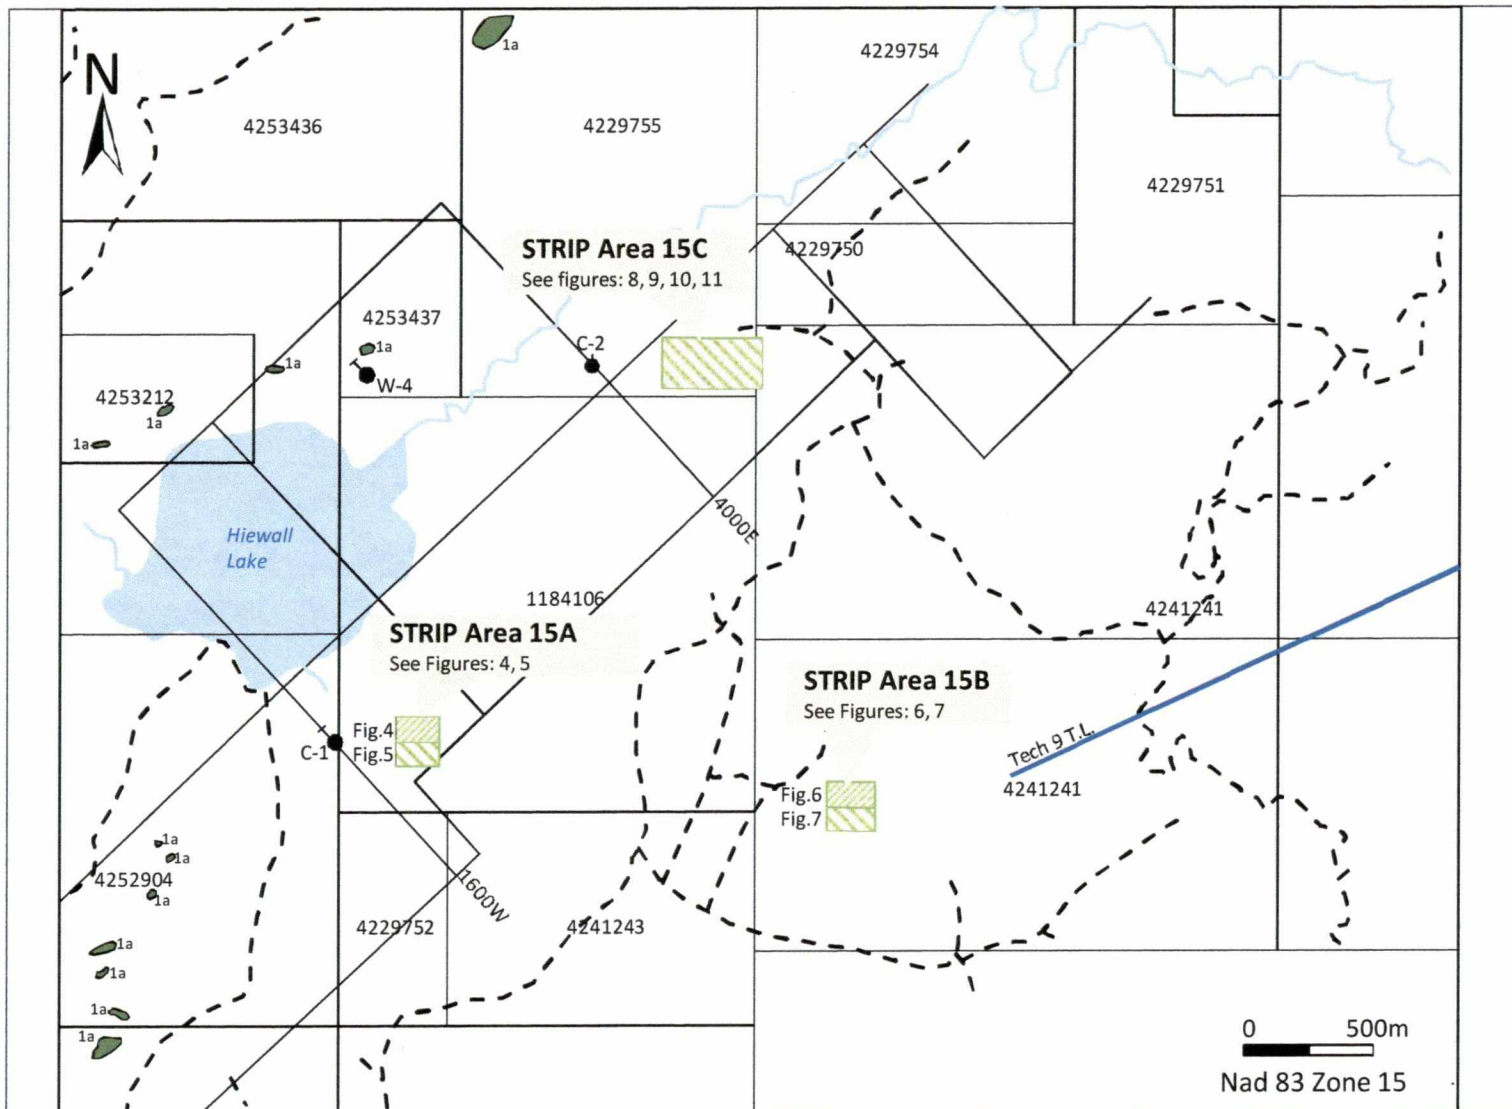 1a
4229754
N
4253436
4229755
4229751
STRIP Area 15C
See figures: 8, 9, 10, 11
4229750
4253437
1a
C-2
1a
W-4
4253212
1a
1a
4000E
Hiewall
Lake
1184106
4241241
STRIP Area 15A
See Figures: 4, 5
STRIP Area 15B
See Figures: 6, 7
Fig.4
C-1
Fig.5
Tech 9 T.L.
4241241
Fig.6
Fig.7
1a
1a
4252904
1a
1600W
4229752
4241243
1a
1a
1a
1a
0 500m
Nad 83 Zone 15